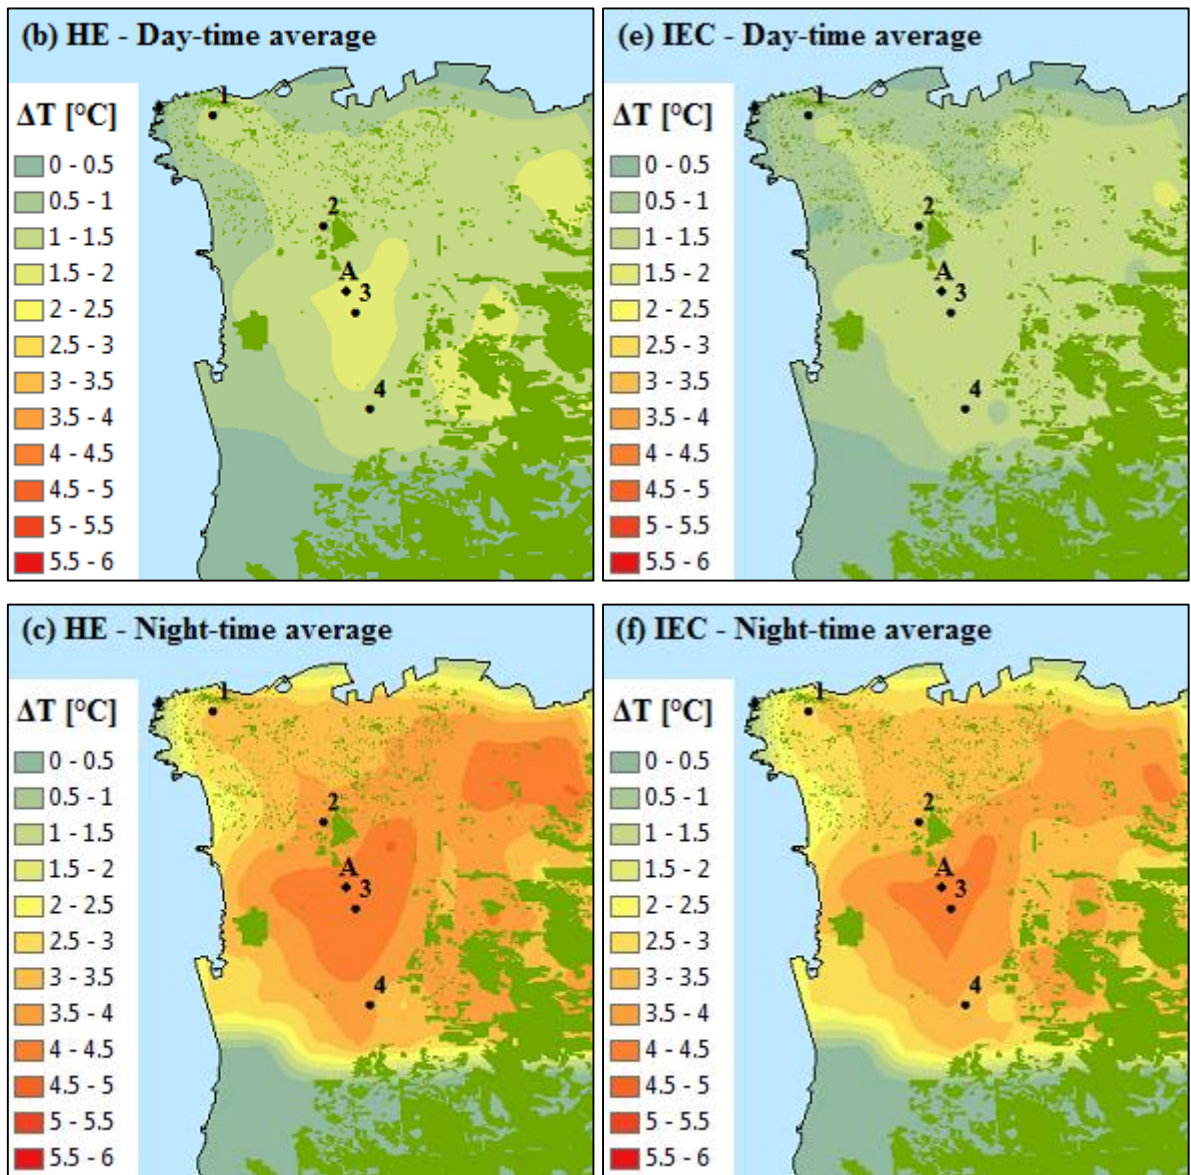 (b) HE - Day-time average
ΔT [°C]
0 - 0.5
0.5 - 1
1 - 1.5
1.5 - 2
2 - 2.5
2.5 - 3
3 - 3.5
3.5 - 4
4 - 4.5
4.5 - 5
5 - 5.5
5.5 - 6
1
2
A
3
4
(e) IEC - Day-time average
ΔT [°C]
0 - 0.5
0.5 - 1
1 - 1.5
1.5 - 2
2 - 2.5
2.5 - 3
3 - 3.5
3.5 - 4
4 - 4.5
4.5 - 5
5 - 5.5
5.5 - 6
1
2
A
3
4
(c) HE - Night-time average
ΔT [°C]
0 - 0.5
0.5 - 1
1 - 1.5
1.5 - 2
2 - 2.5
2.5 - 3
3 - 3.5
3.5 - 4
4 - 4.5
4.5 - 5
5 - 5.5
5.5 - 6
1
2
A
3
4
(f) IEC - Night-time average
ΔT [°C]
0 - 0.5
0.5 - 1
1 - 1.5
1.5 - 2
2 - 2.5
2.5 - 3
3 - 3.5
3.5 - 4
4 - 4.5
4.5 - 5
5 - 5.5
5.5 - 6
1
2
A
3
4